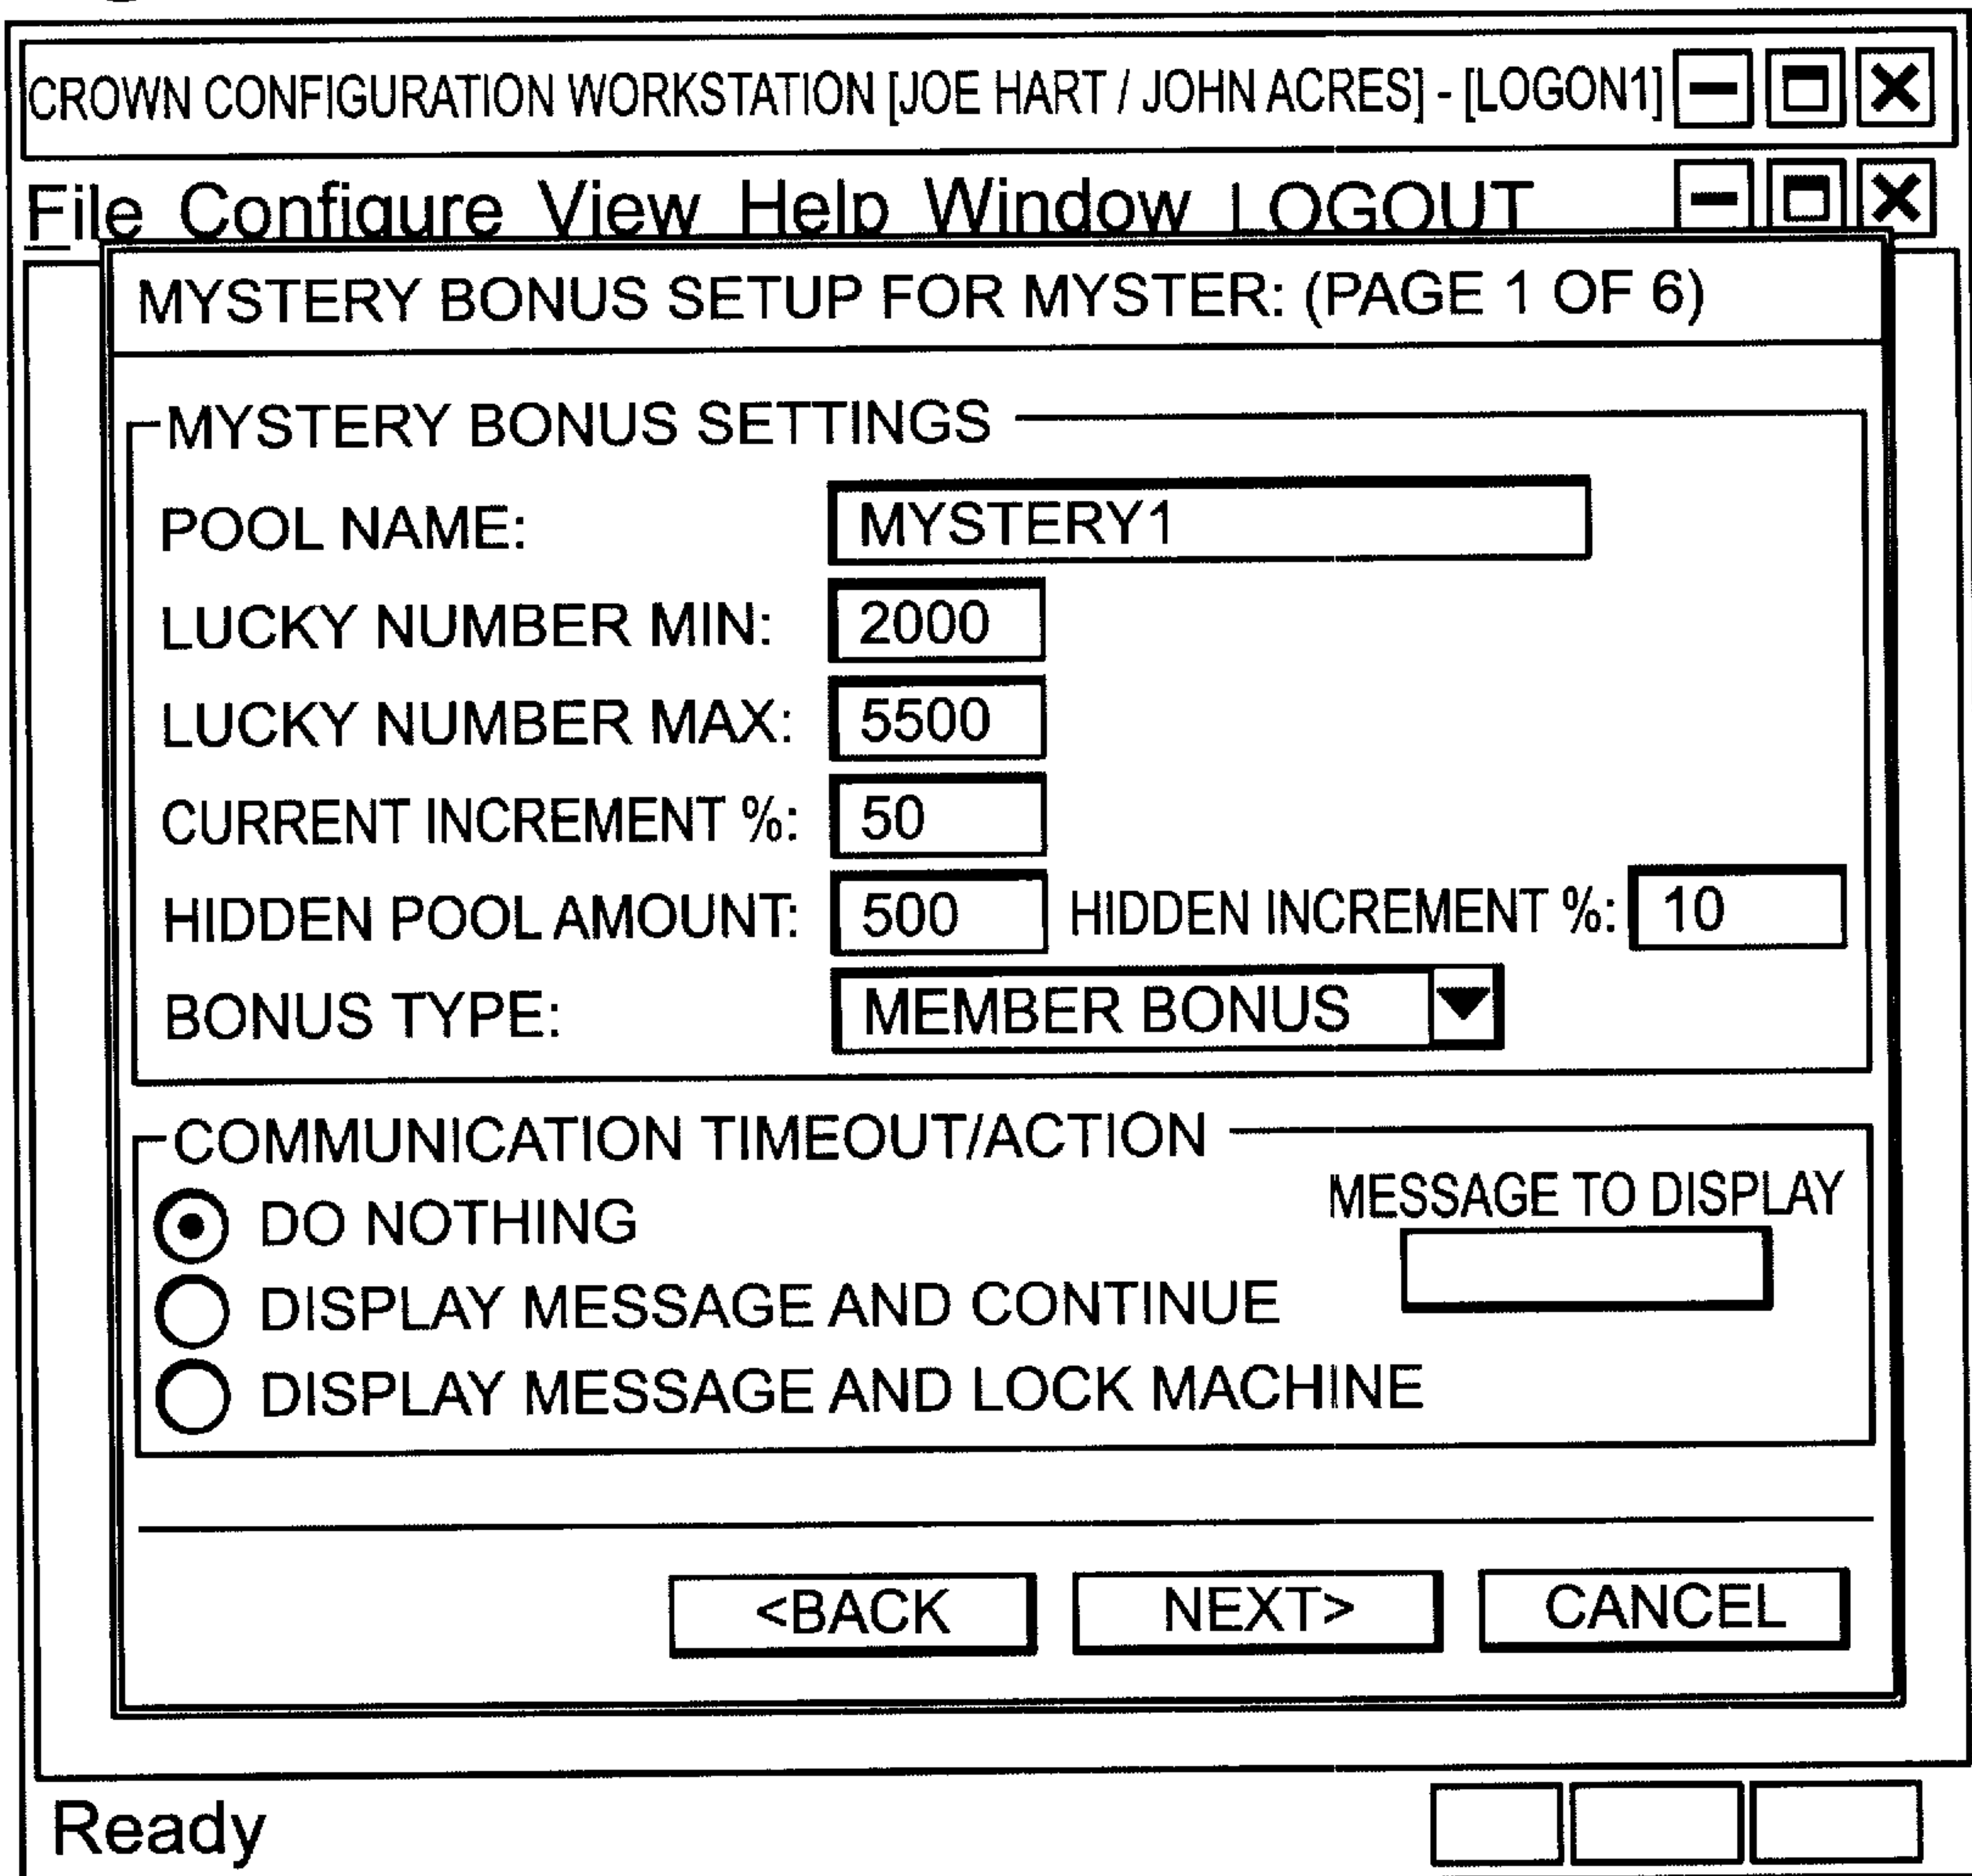 CROWN CONFIGURATION WORKSTATION [JOE HART / JOHN ACRES] - [LOGON1]
File Configure View Help Window LOGOUT
MYSTERY BONUS SETUP FOR MYSTER: (PAGE 1 OF 6)
MYSTERY BONUS SETTINGS
POOL NAME: MYSTERY1
LUCKY NUMBER MIN: 2000
LUCKY NUMBER MAX: 5500
CURRENT INCREMENT %: 50
HIDDEN POOL AMOUNT: 500 HIDDEN INCREMENT %: 10
BONUS TYPE: MEMBER BONUS
COMMUNICATION TIMEOUT/ACTION
MESSAGE TO DISPLAY
DO NOTHING
DISPLAY MESSAGE AND CONTINUE
DISPLAY MESSAGE AND LOCK MACHINE
<BACK NEXT> CANCEL
Ready